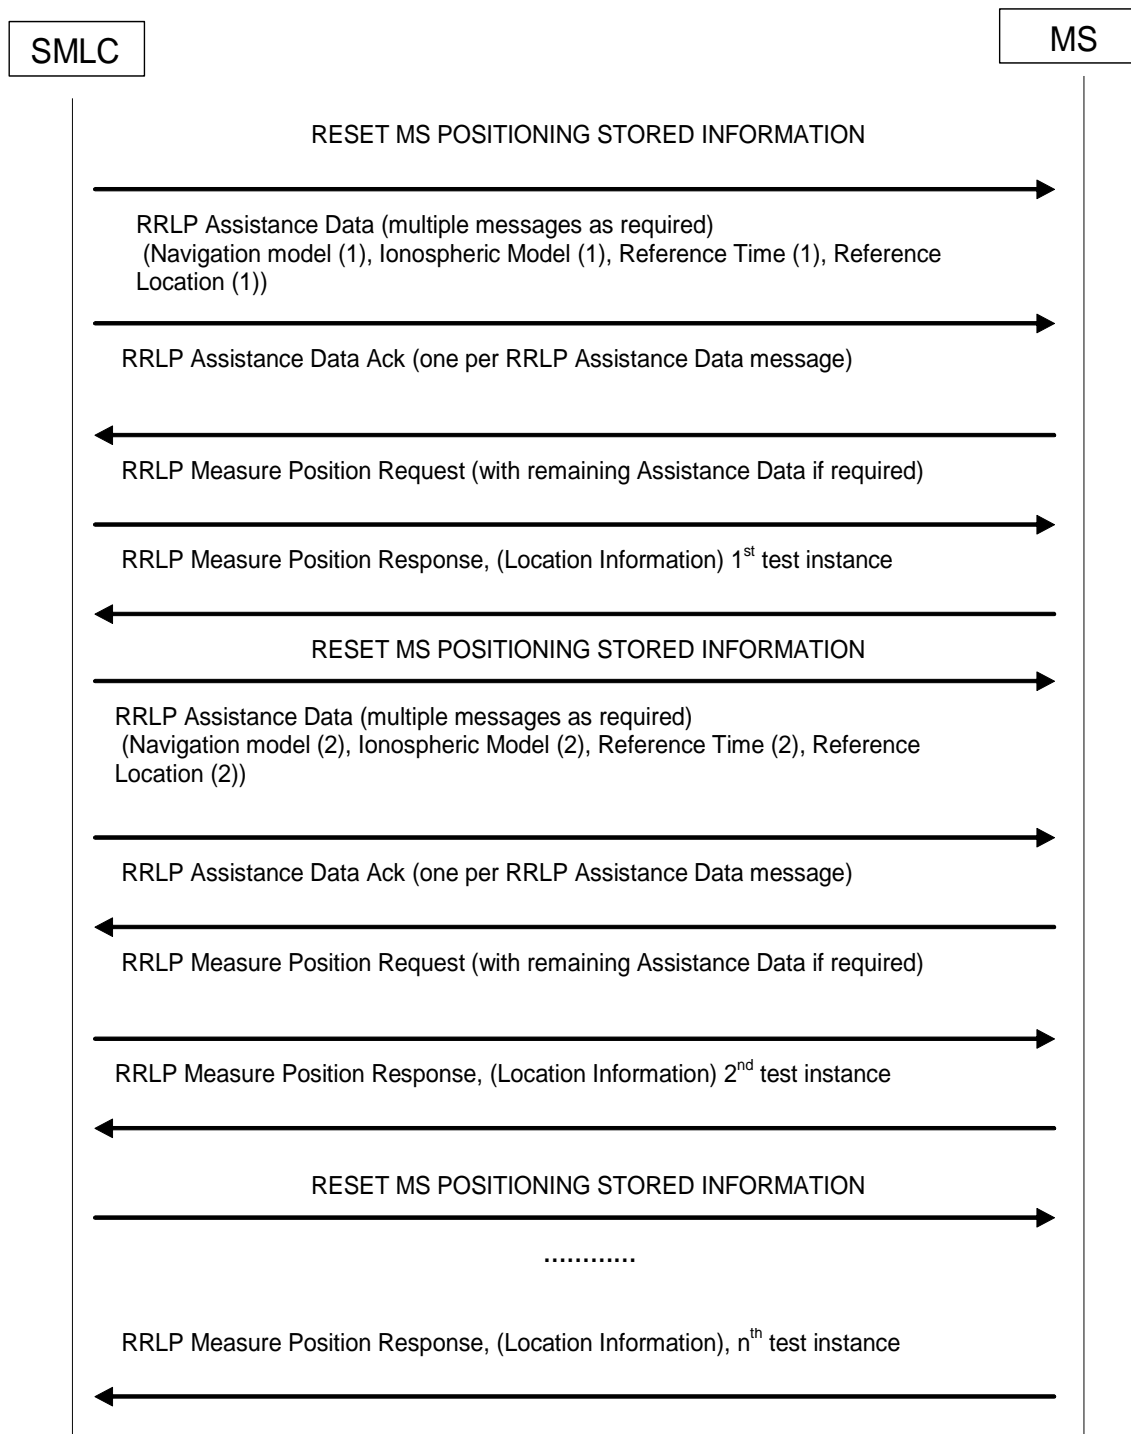 SMLC
MS
RESET MS POSITIONING STORED INFORMATION
RRLP Assistance Data (multiple messages as required)
(Navigation model (1), Ionospheric Model (1), Reference Time (1), Reference
Location (1))
RRLP Assistance Data Ack (one per RRLP Assistance Data message)
RRLP Measure Position Request (with remaining Assistance Data if required)
RRLP Measure Position Response, (Location Information) 1st test instance
RESET MS POSITIONING STORED INFORMATION
RRLP Assistance Data (multiple messages as required)
(Navigation model (2), Ionospheric Model (2), Reference Time (2), Reference
Location (2))
RRLP Assistance Data Ack (one per RRLP Assistance Data message)
RRLP Measure Position Request (with remaining Assistance Data if required)
RRLP Measure Position Response, (Location Information) 2nd test instance
RESET MS POSITIONING STORED INFORMATION
............
RRLP Measure Position Response, (Location Information), nth test instance